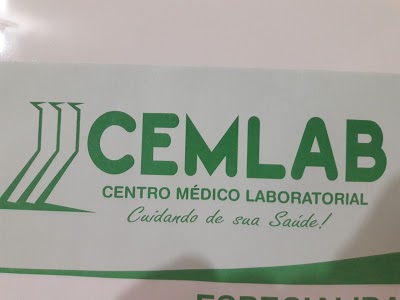 CEMLAB
CENTRO MÉDICO LABORATORIAL
Cuidando de sua Saúde!